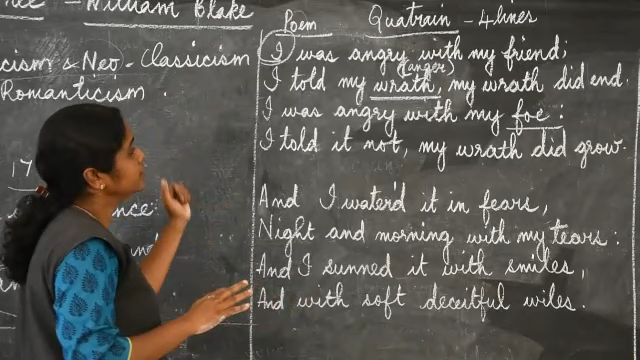 - William Blake
cism & Neo-Classicism
Romanticism.
17
Poem Quatrain - 4 lines
I was angry with my friend;
(anger)
I told my wrath, my wrath did end.
I was angry with my foe:
I told it not, my wrath did grow.
And I water'd it in fears,
Night and morning with my tears:
And I sunned it with smiles,
And with soft deceitful wiles.